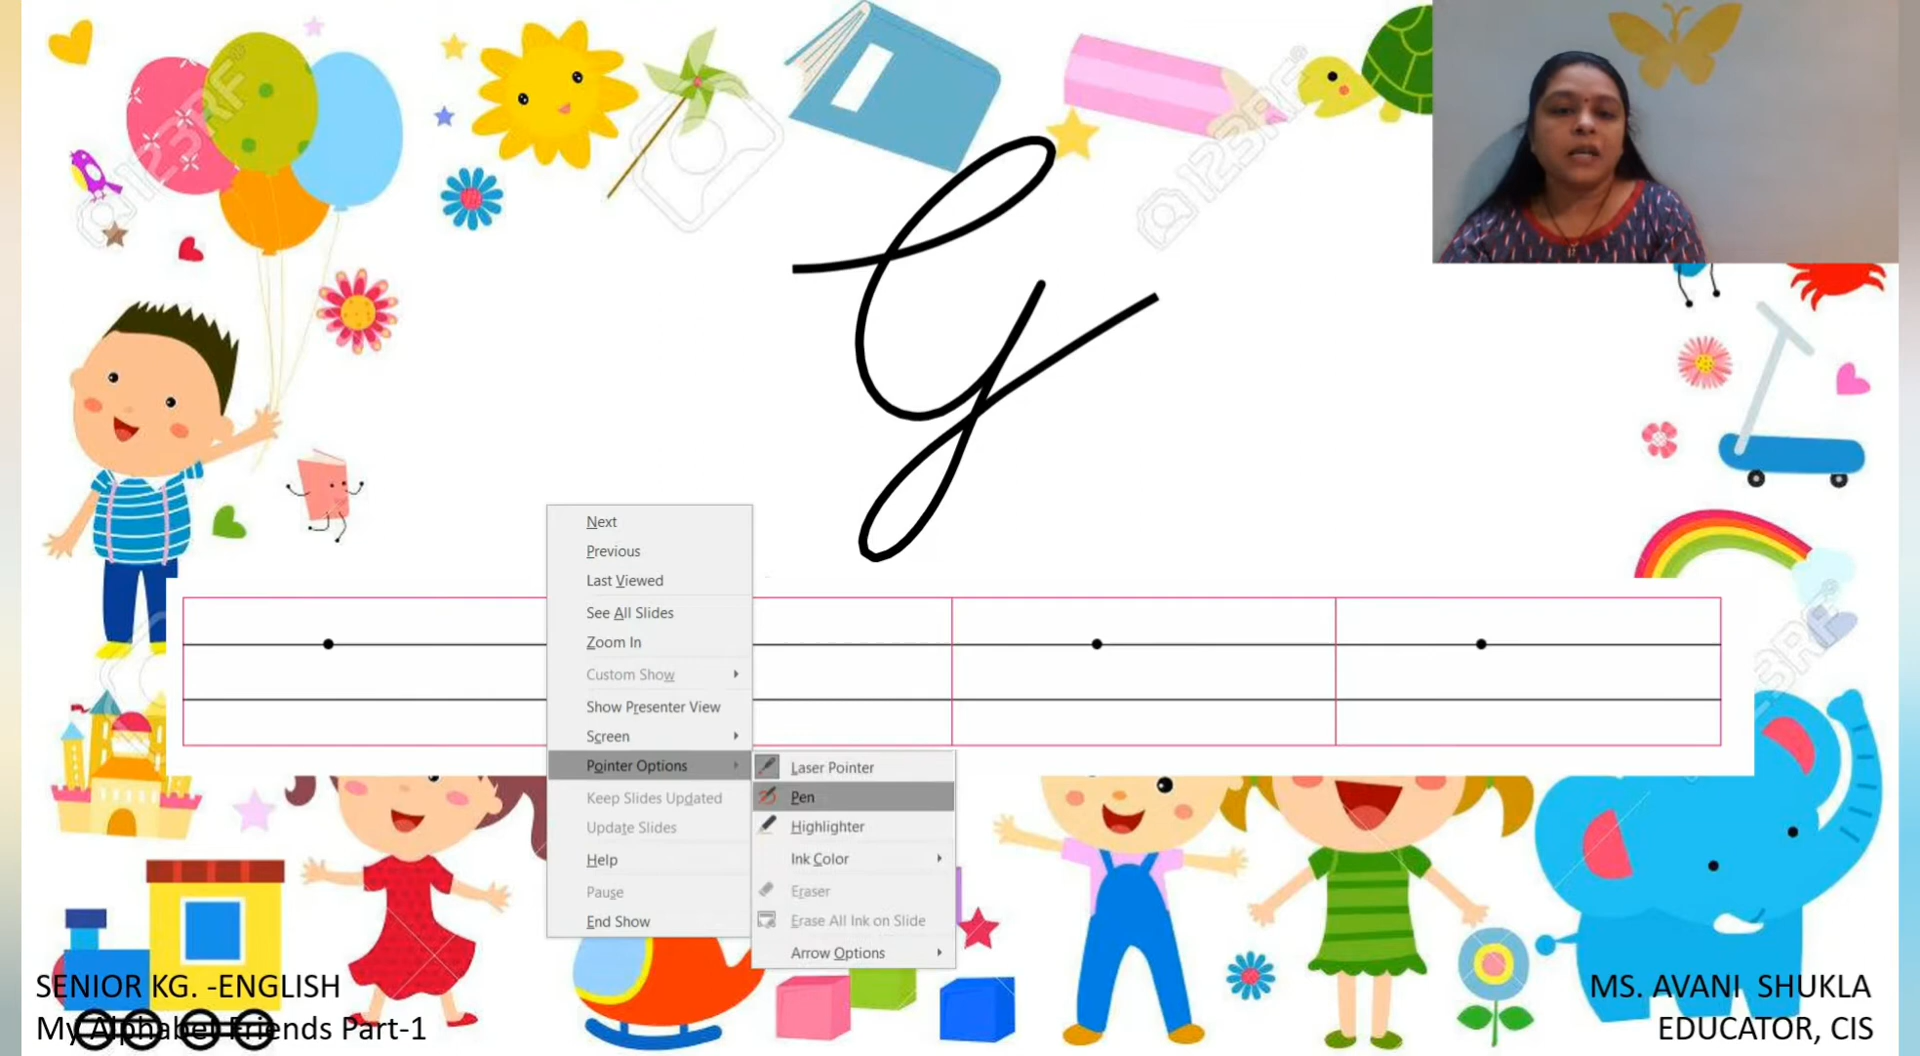 123RF
123RF
G
Next
Previous
Last Viewed
See All Slides
Zoom In
Custom Show
Show Presenter View
Screen
Pointer Options
Keep Slides Updated
Update Slides
Help
Pause
End Show
Laser Pointer
Pen
Highlighter
Ink Color
Eraser
Erase All Ink on Slide
Arrow Options
SENIOR KG. -ENGLISH
My Alphabet Friends Part-1
MS. AVANI SHUKLA
EDUCATOR, CIS